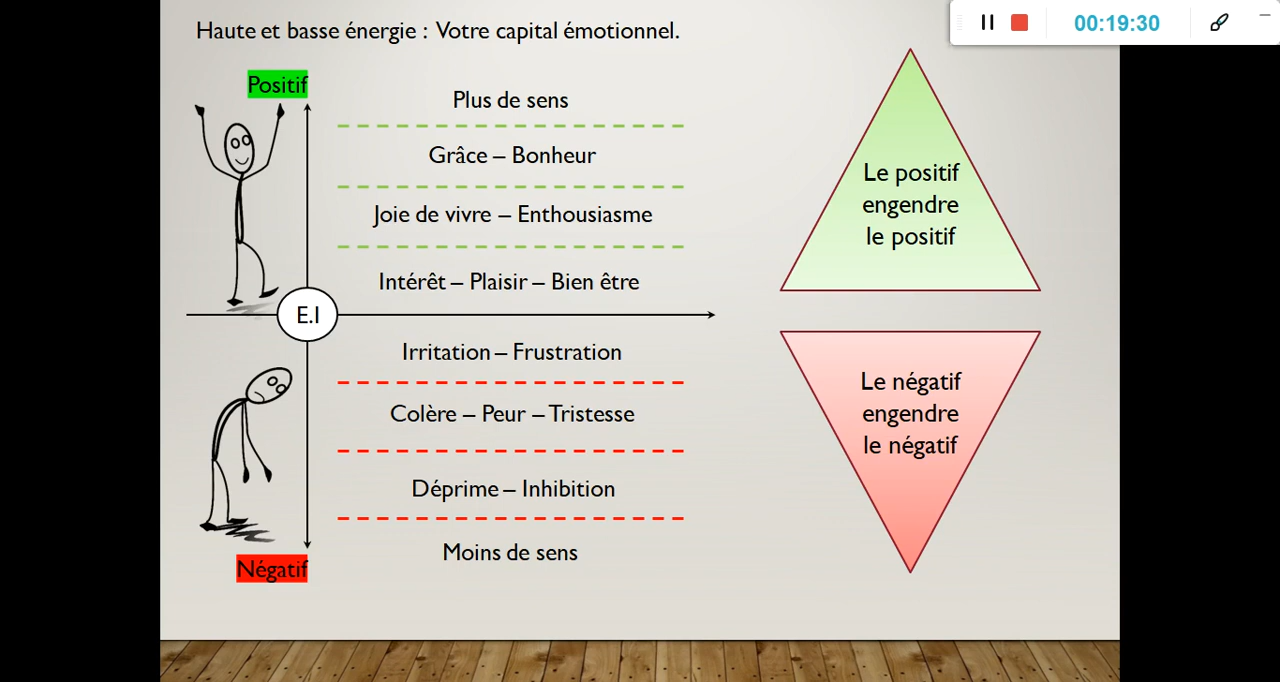 Haute et basse énergie : Votre capital émotionnel.
00:19:30
Positif
Plus de sens
Grâce – Bonheur
Joie de vivre – Enthousiasme
Intérêt – Plaisir – Bien être
E.I
Irritation – Frustration
Colère – Peur – Tristesse
Déprime – Inhibition
Moins de sens
Négatif
Le positif
engendre
le positif
Le négatif
engendre
le négatif